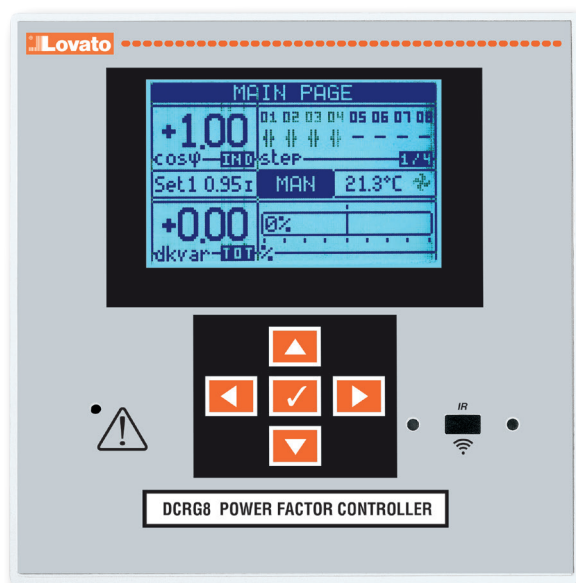 Lovato
MAIN PAGE
+1.00 01 02 03 04 05 06 07 08
cosφ IND step 1/4
Set1 0.95I MAN 21.3°C
+0.00 0%
dkvar TOT %
IR
DCRG8 POWER FACTOR CONTROLLER